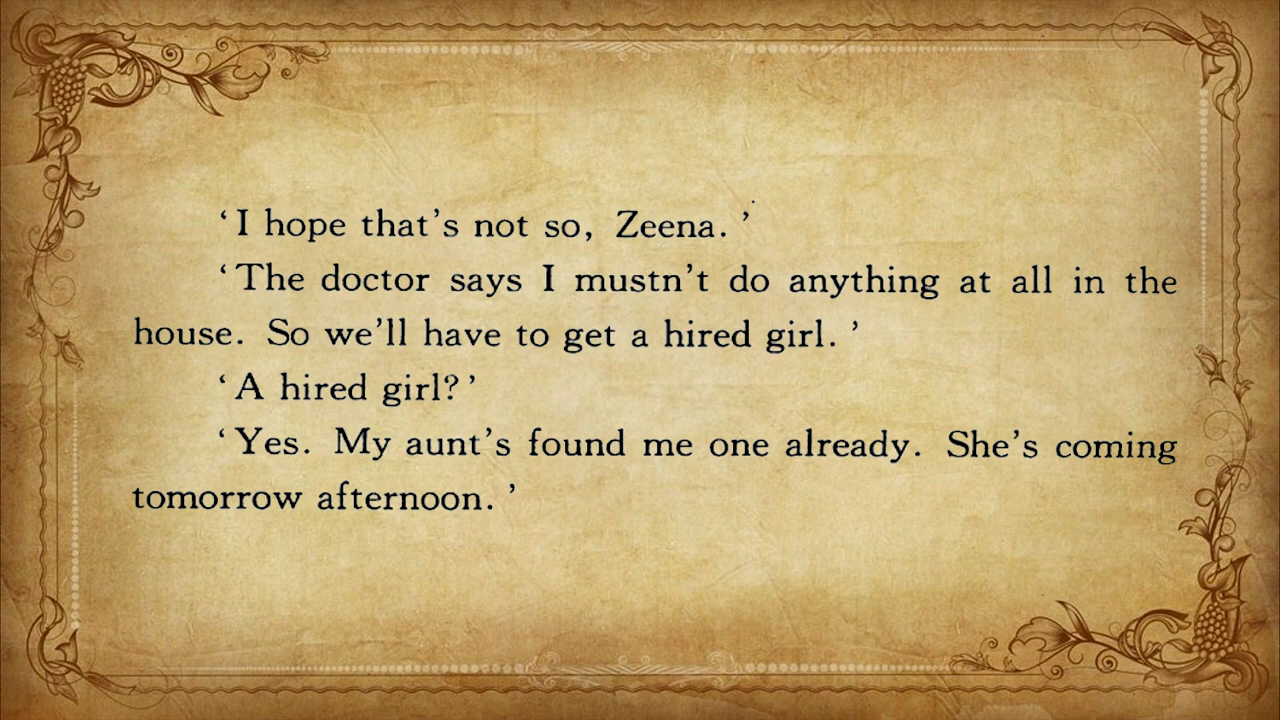 ‘I hope that’s not so, Zeena. ’
‘The doctor says I mustn’t do anything at all in the
house. So we’ll have to get a hired girl. ’
‘A hired girl? ’
‘Yes. My aunt’s found me one already. She’s coming
tomorrow afternoon. ’